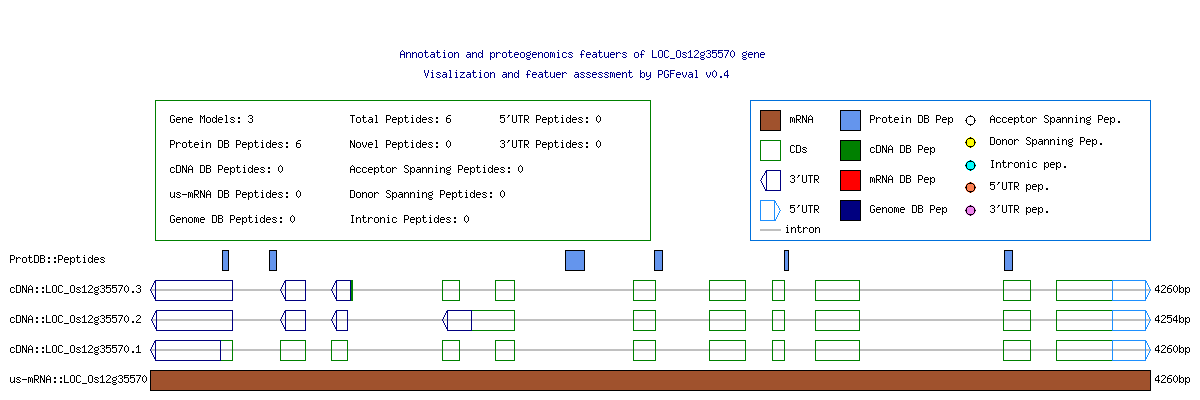 Annotation and proteogenomics featuers of LOC_Os12g35570 gene
Visalization and featuer assessment by PGFeval v0.4
Gene Models: 3 Total Peptides: 6 5'UTR Peptides: 0
Protein DB Peptides: 6 Novel Peptides: 0 3'UTR Peptides: 0
cDNA DB Peptides: 0 Acceptor Spanning Peptides: 0
us-mRNA DB Peptides: 0 Donor Spanning Peptides: 0
Genome DB Peptides: 0 Intronic Peptides: 0
mRNA Protein DB Pep Acceptor Spanning Pep.
CDs cDNA DB Pep Donor Spanning Pep.
3'UTR mRNA DB Pep Intronic pep.
5'UTR Genome DB Pep 5'UTR pep.
intron 3'UTR pep.
ProtDB::Peptides
cDNA::LOC_Os12g35570.3 4260bp
cDNA::LOC_Os12g35570.2 4254bp
cDNA::LOC_Os12g35570.1 4260bp
us-mRNA::LOC_Os12g35570 4260bp